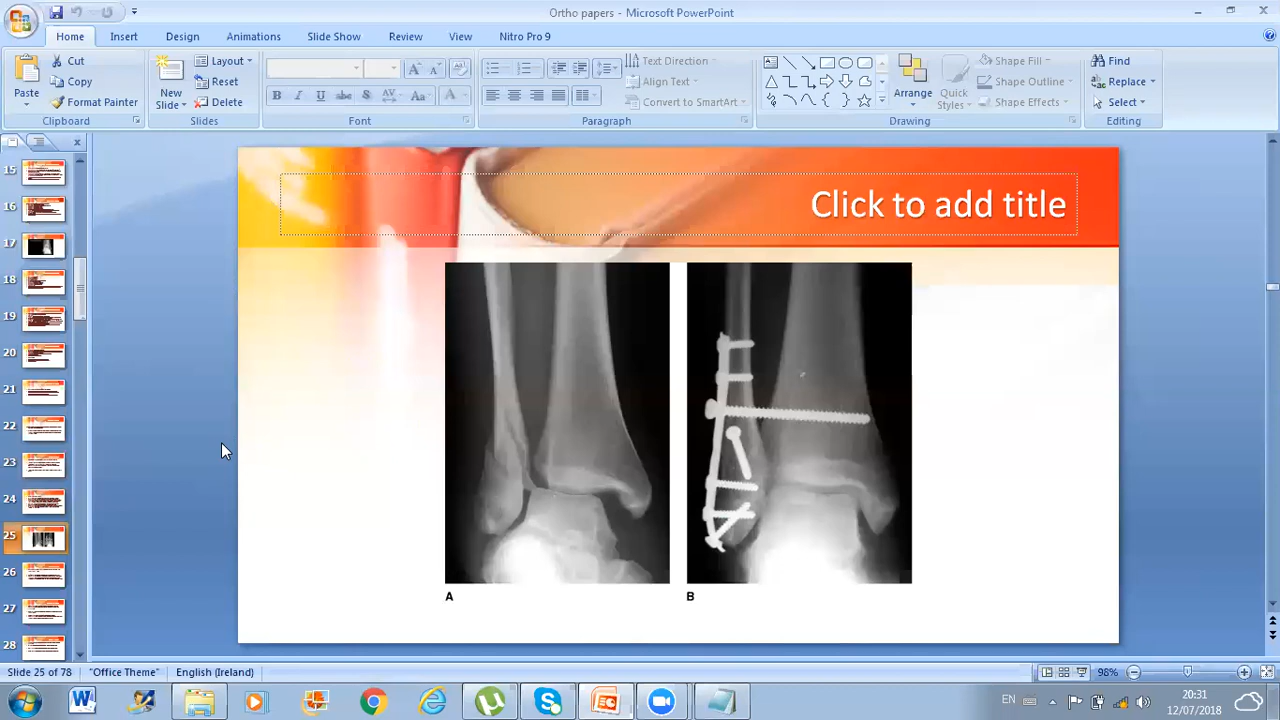 Ortho papers - Microsoft PowerPoint
Home Insert Design Animations Slide Show Review View Nitro Pro 9
Paste
Cut
Copy
Format Painter
Clipboard
New
Slide
Layout
Reset
Delete
Slides
B I U abc S AV Aa A
Font
Text Direction
Align Text
Convert to SmartArt
Paragraph
Arrange
Quick
Styles
Shape Fill
Shape Outline
Shape Effects
Drawing
Find
Replace
Select
Editing
15
16
17
18
19
20
21
22
23
24
25
26
27
28
Click to add title
A B
Slide 25 of 78 "Office Theme" English (Ireland) 98%
EN 20:31
12/07/2018